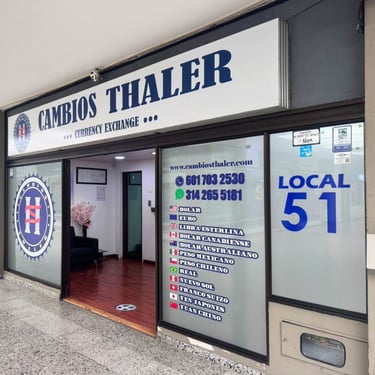 CAMBIOS THALER
••• CURRENCY EXCHANGE •••
www.cambiosthaler.com
601 703 2530
314 265 5181
DOLAR
EURO
LIBRA ESTERLINA
DOLAR CANADIENSE
DOLAR AUSTRALIANO
PESO MEXICANO
PESO CHILENO
REAL
NUEVO SOL
FRANCO SUIZO
YEN JAPONES
YUAN CHINO
LOCAL
51